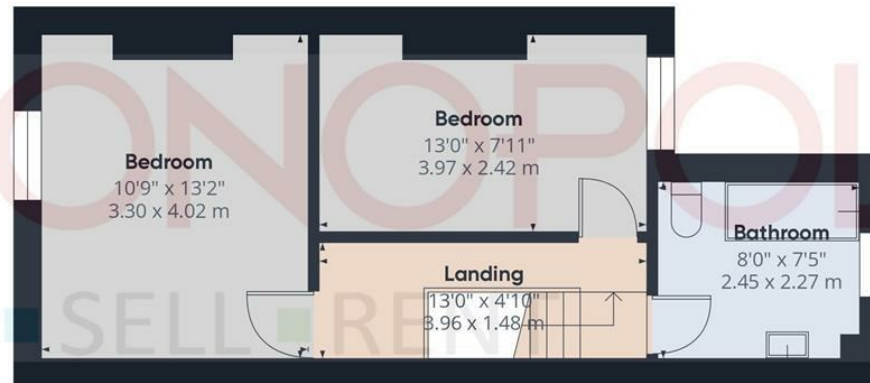 ONOPOL
Bedroom
10'9" x 13'2"
3.30 x 4.02 m
Bedroom
13'0" x 7'11"
3.97 x 2.42 m
Bathroom
8'0" x 7'5"
2.45 x 2.27 m
Landing
13'0" x 4'10"
3.96 x 1.48 m
SELL RENT